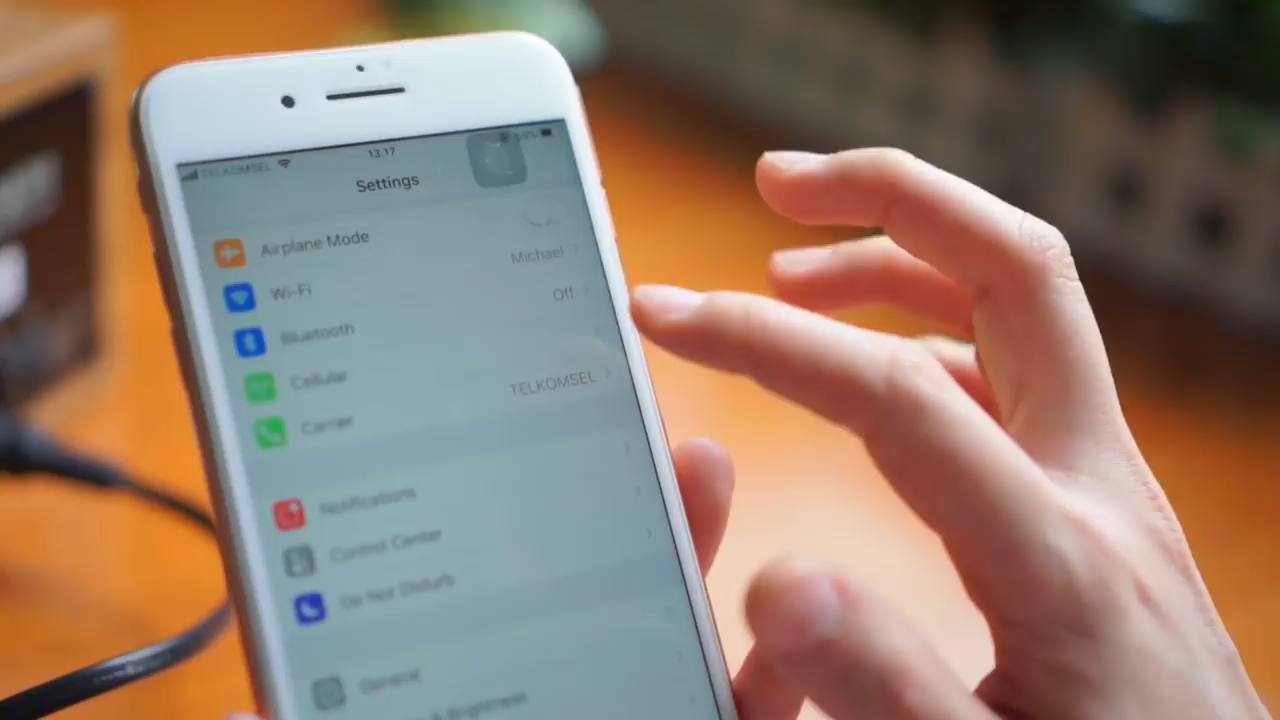 TELKOMSEL 13.17
Settings
Airplane Mode
Wi-Fi Michael
Bluetooth Off
Cellular
Carrier TELKOMSEL
Notifications
Control Center
Do Not Disturb
General
& Brightness